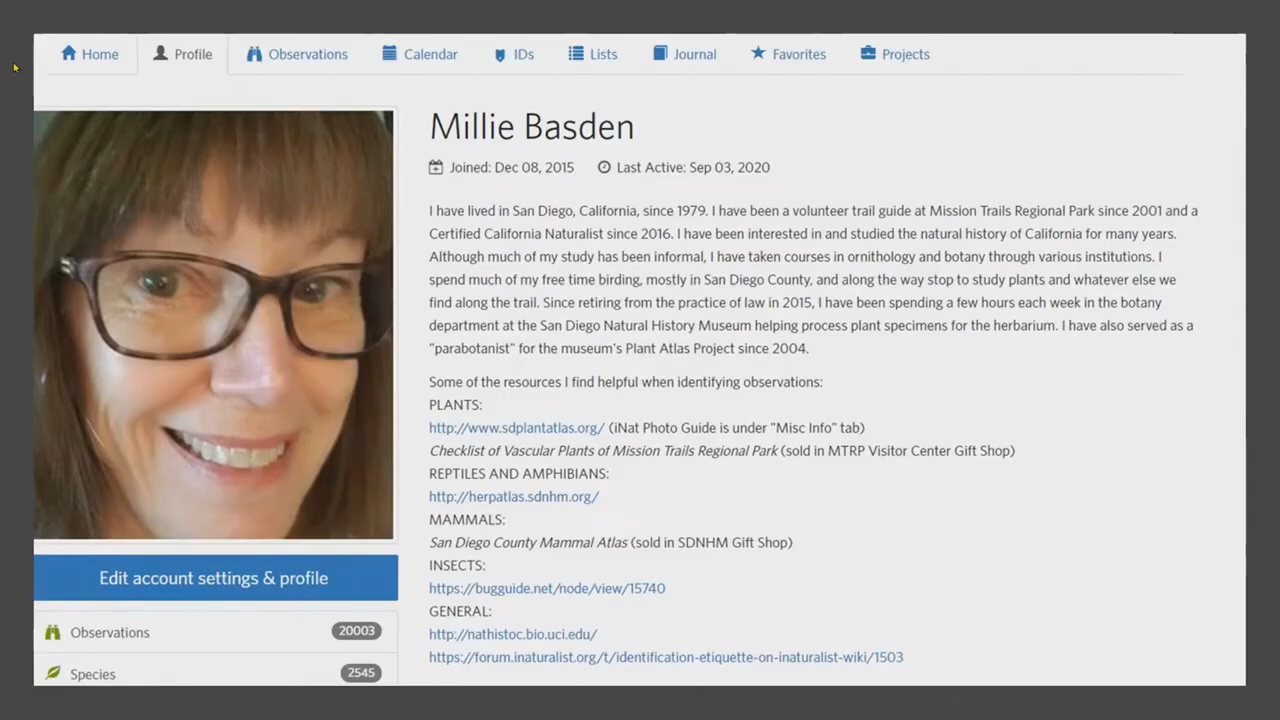 Home Profile Observations Calendar IDs Lists Journal Favorites Projects
Millie Basden
Joined: Dec 08, 2015 Last Active: Sep 03, 2020
I have lived in San Diego, California, since 1979. I have been a volunteer trail guide at Mission Trails Regional Park since 2001 and a
Certified California Naturalist since 2016. I have been interested in and studied the natural history of California for many years.
Although much of my study has been informal, I have taken courses in ornithology and botany through various institutions. I
spend much of my free time birding, mostly in San Diego County, and along the way stop to study plants and whatever else we
find along the trail. Since retiring from the practice of law in 2015, I have been spending a few hours each week in the botany
department at the San Diego Natural History Museum helping process plant specimens for the herbarium. I have also served as a
"parabotanist" for the museum's Plant Atlas Project since 2004.
Some of the resources I find helpful when identifying observations:
PLANTS:
http://www.sdplantatlas.org/ (iNat Photo Guide is under "Misc Info" tab)
Checklist of Vascular Plants of Mission Trails Regional Park (sold in MTRP Visitor Center Gift Shop)
REPTILES AND AMPHIBIANS:
http://herpatlas.sdnhm.org/
MAMMALS:
San Diego County Mammal Atlas (sold in SDNHM Gift Shop)
INSECTS:
https://bugguide.net/node/view/15740
GENERAL:
http://nathistoc.bio.uci.edu/
https://forum.inaturalist.org/t/identification-etiquette-on-inaturalist-wiki/1503
Edit account settings & profile
Observations 20003
Species 2545